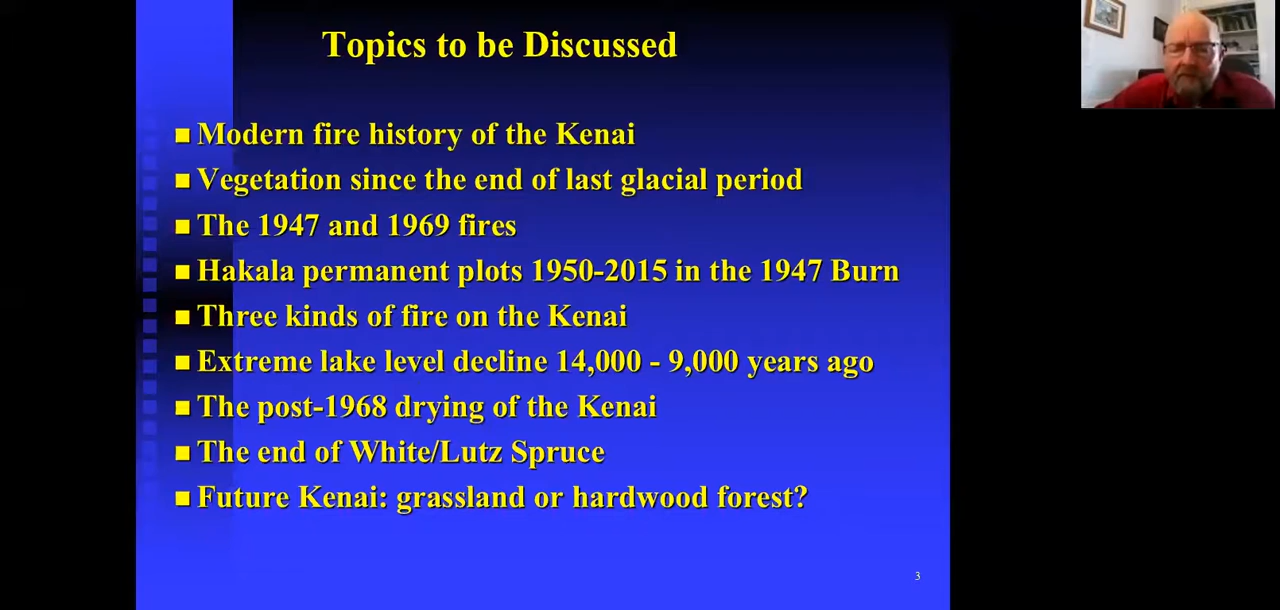 Topics to be Discussed
Modern fire history of the Kenai
Vegetation since the end of last glacial period
The 1947 and 1969 fires
Hakala permanent plots 1950-2015 in the 1947 Burn
Three kinds of fire on the Kenai
Extreme lake level decline 14,000 - 9,000 years ago
The post-1968 drying of the Kenai
The end of White/Lutz Spruce
Future Kenai: grassland or hardwood forest?
3